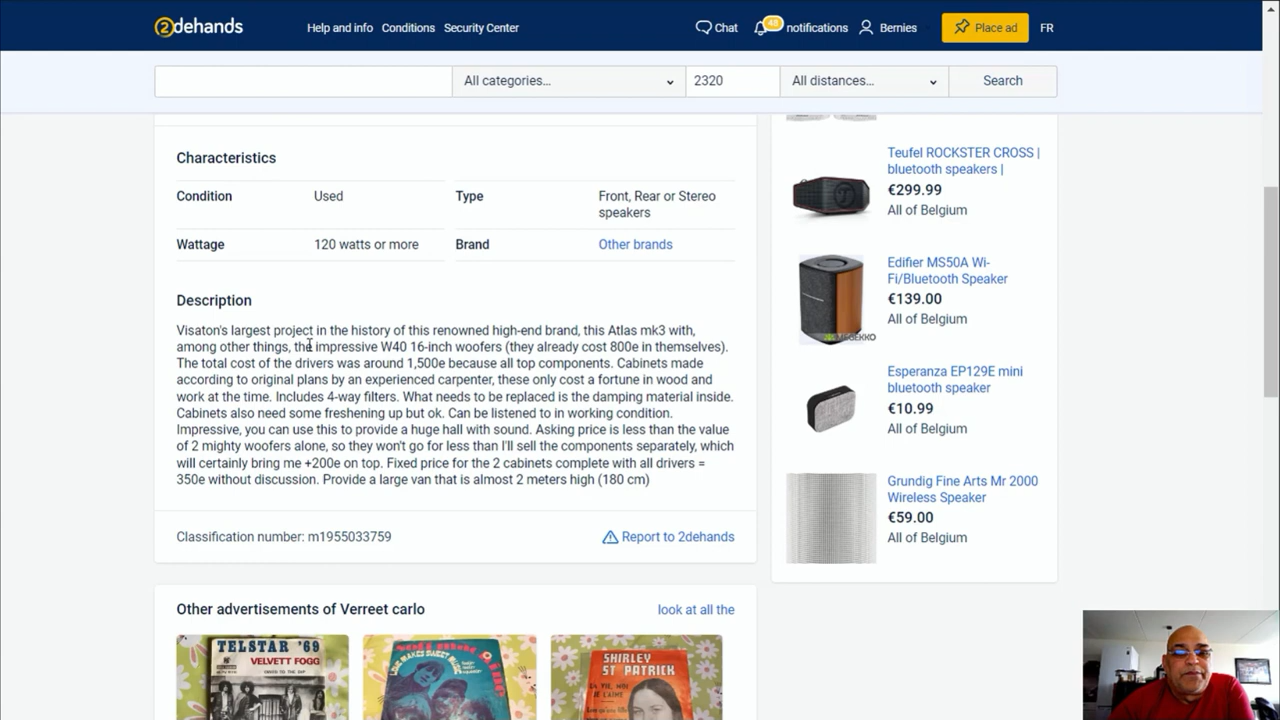 2dehands
Help and info Conditions Security Center
Chat
45
notifications
Bernies
Place ad
FR
All categories...
2320
All distances...
Search
Characteristics
Condition Used
Type Front, Rear or Stereo
speakers
Wattage 120 watts or more
Brand Other brands
Description
Visaton's largest project in the history of this renowned high-end brand, this Atlas mk3 with,
among other things, the impressive W40 16-inch woofers (they already cost 800e in themselves).
The total cost of the drivers was around 1,500e because all top components. Cabinets made
according to original plans by an experienced carpenter, these only cost a fortune in wood and
work at the time. Includes 4-way filters. What needs to be replaced is the damping material inside.
Cabinets also need some freshening up but ok. Can be listened to in working condition.
Impressive, you can use this to provide a huge hall with sound. Asking price is less than the value
of 2 mighty woofers alone, so they won't go for less than I'll sell the components separately, which
will certainly bring me +200e on top. Fixed price for the 2 cabinets complete with all drivers =
350e without discussion. Provide a large van that is almost 2 meters high (180 cm)
Classification number: m1955033759
Report to 2dehands
Other advertisements of Verreet carlo
look at all the
TELSTAR '69
VELVETT FOGG
SHIRLEY
ST PATRICK
Teufel ROCKSTER CROSS |
bluetooth speakers |
€299.99
All of Belgium
Edifier MS50A Wi-
Fi/Bluetooth Speaker
€139.00
All of Belgium
Esperanza EP129E mini
bluetooth speaker
€10.99
All of Belgium
Grundig Fine Arts Mr 2000
Wireless Speaker
€59.00
All of Belgium